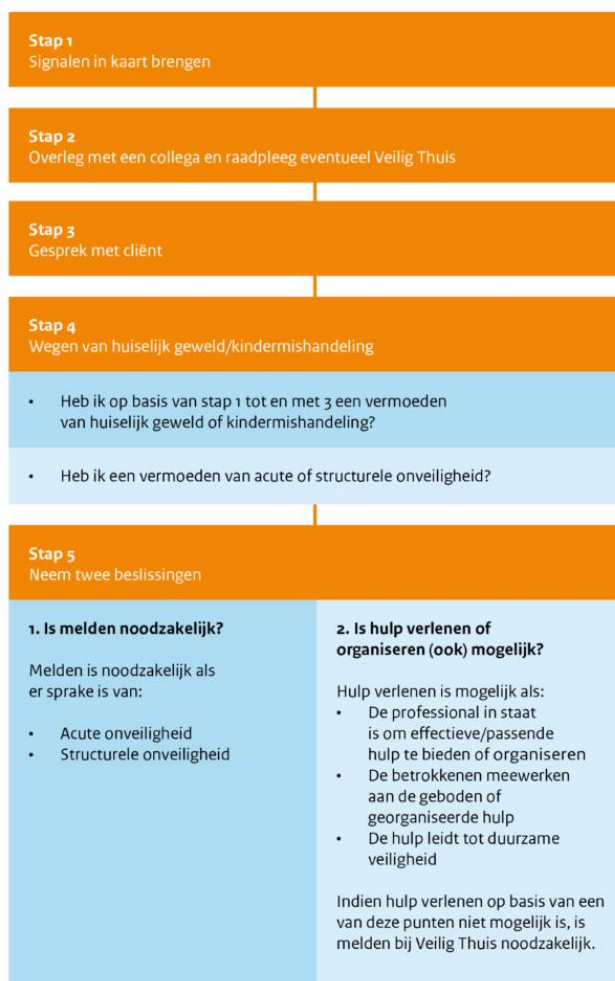 Stap 1
Signalen in kaart brengen
Stap 2
Overleg met een collega en raadpleeg eventueel Veilig Thuis
Stap 3
Gesprek met cliënt
Stap 4
Wegen van huiselijk geweld/kindermishandeling
• Heb ik op basis van stap 1 tot en met 3 een vermoeden
van huiselijk geweld of kindermishandeling?
• Heb ik een vermoeden van acute of structurele onveiligheid?
Stap 5
Neem twee beslissingen
1. Is melden noodzakelijk?
Melden is noodzakelijk als
er sprake is van:
• Acute onveiligheid
• Structurele onveiligheid
2. Is hulp verlenen of
organiseren (ook) mogelijk?
Hulp verlenen is mogelijk als:
• De professional in staat
is om effectieve/passende
hulp te bieden of organiseren
• De betrokkenen meewerken
aan de geboden of
georganiseerde hulp
• De hulp leidt tot duurzame
veiligheid
Indien hulp verlenen op basis van een
van deze punten niet mogelijk is, is
melden bij Veilig Thuis noodzakelijk.